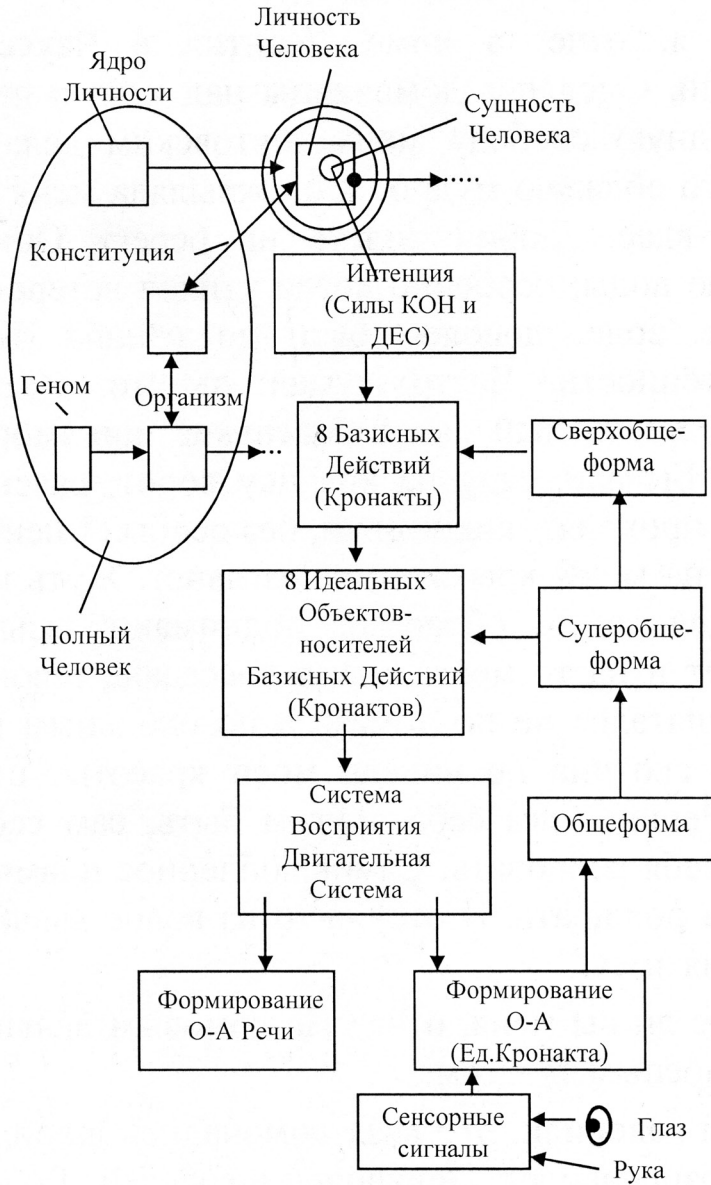 Личность
Человека
Ядро
Личности
Сущность
Человека
Конституция
Интенция
(Силы КОН и
ДЕС)
Геном
Организм
8 Базисных
Действий
(Кронакты)
Сверхобще-
форма
Полный
Человек
8 Идеальных
Объектов-
носителей
Базисных Действий
(Кронактов)
Суперобще-
форма
Система
Восприятия
Двигательная
Система
Общеформа
Формирование
О-А Речи
Формирование
О-А
(Ед.Кронакта)
Сенсорные
сигналы
Глаз
Рука